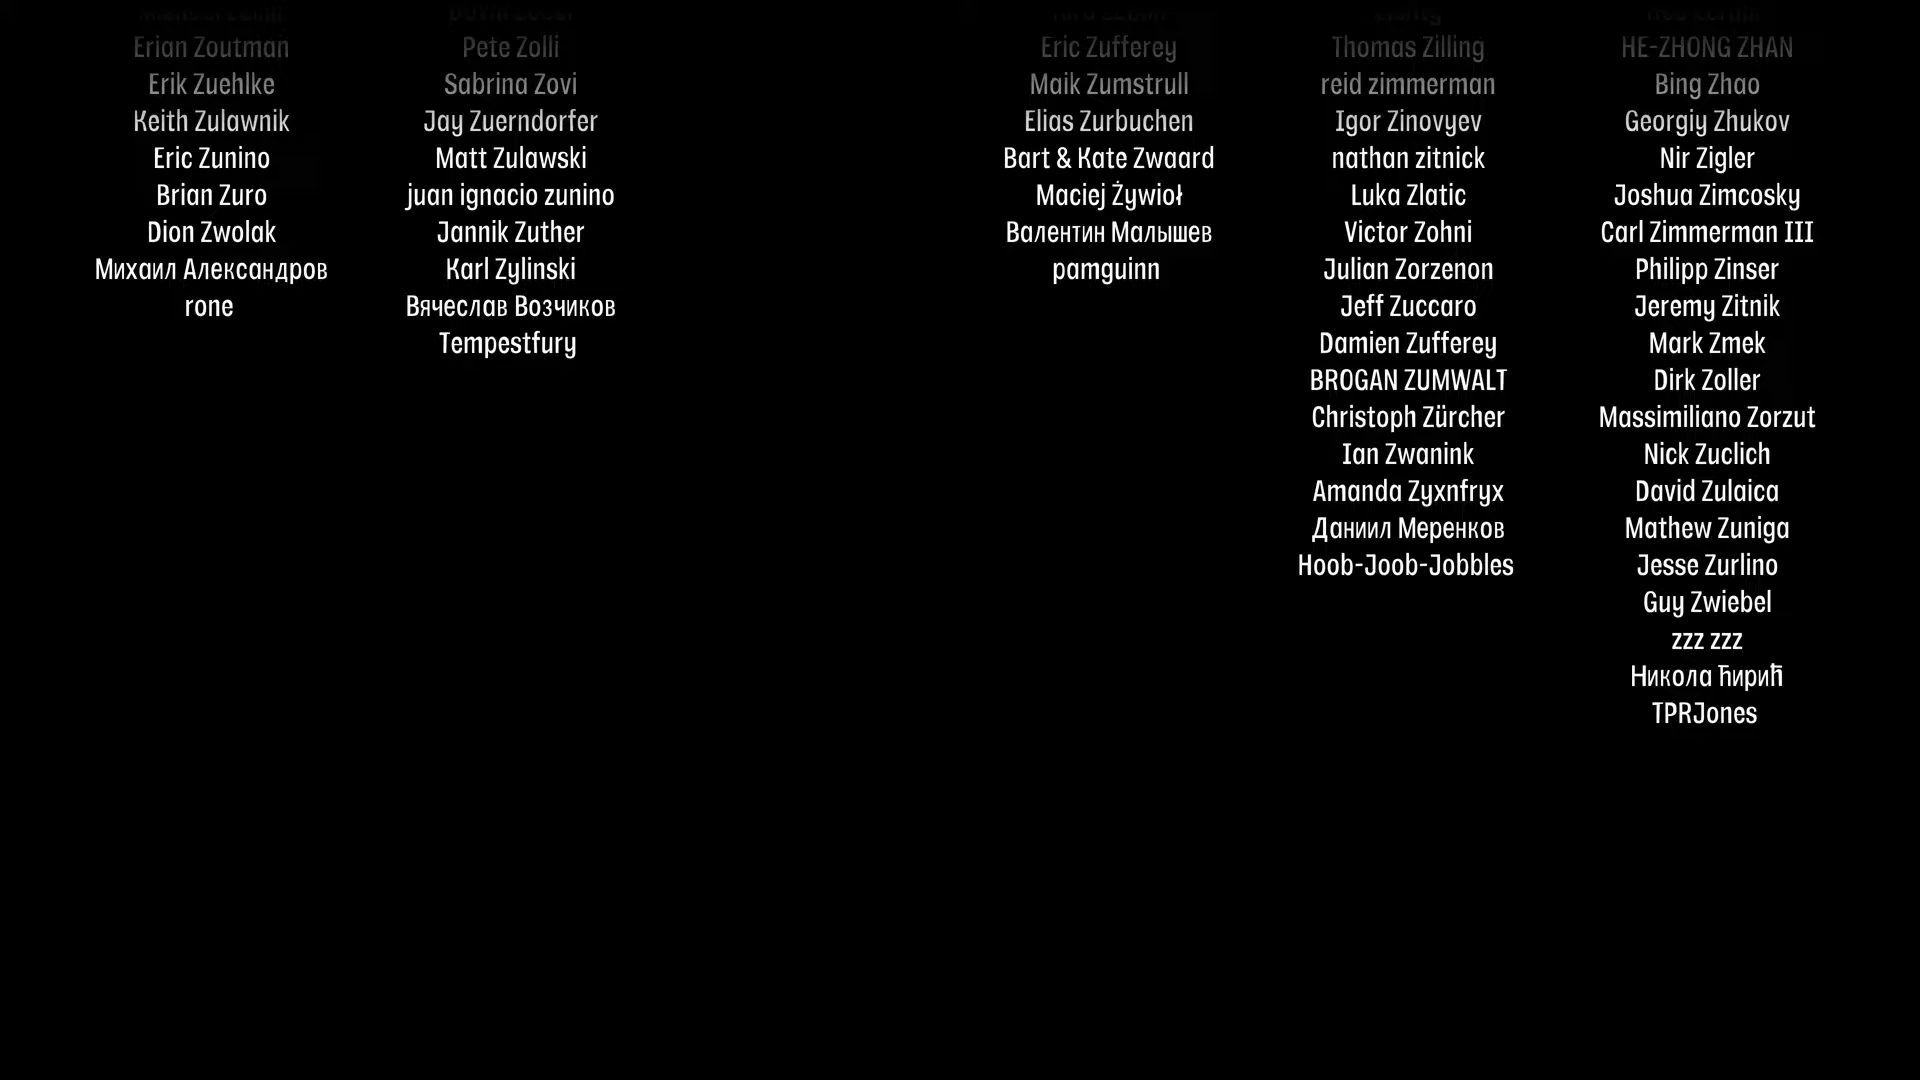 Erian Zoutman
Erik Zuehlke
Keith Zulawnik
Eric Zunino
Brian Zuro
Dion Zwolak
Михаил Александров
rone
Pete Zolli
Sabrina Zovi
Jay Zuerndorfer
Matt Zulawski
juan ignacio zunino
Jannik Zuther
Karl Zylinski
Вячеслав Возчиков
Tempestfury
Eric Zufferey
Maik Zumstrull
Elias Zurbuchen
Bart & Kate Zwaard
Maciej Żywioł
Валентин Малышев
pamguinn
Thomas Zilling
reid zimmerman
Igor Zinovyev
nathan zitnick
Luka Zlatic
Victor Zohni
Julian Zorzenon
Jeff Zuccaro
Damien Zufferey
BROGAN ZUMWALT
Christoph Zürcher
Ian Zwanink
Amanda Zyxnfryx
Даниил Меренков
Hoob-Joob-Jobbles
HE-ZHONG ZHAN
Bing Zhao
Georgiy Zhukov
Nir Zigler
Joshua Zimcosky
Carl Zimmerman III
Philipp Zinser
Jeremy Zitnik
Mark Zmek
Dirk Zoller
Massimiliano Zorzut
Nick Zuclich
David Zulaica
Mathew Zuniga
Jesse Zurlino
Guy Zwiebel
zzz zzz
Никола Ћирић
TPRJones